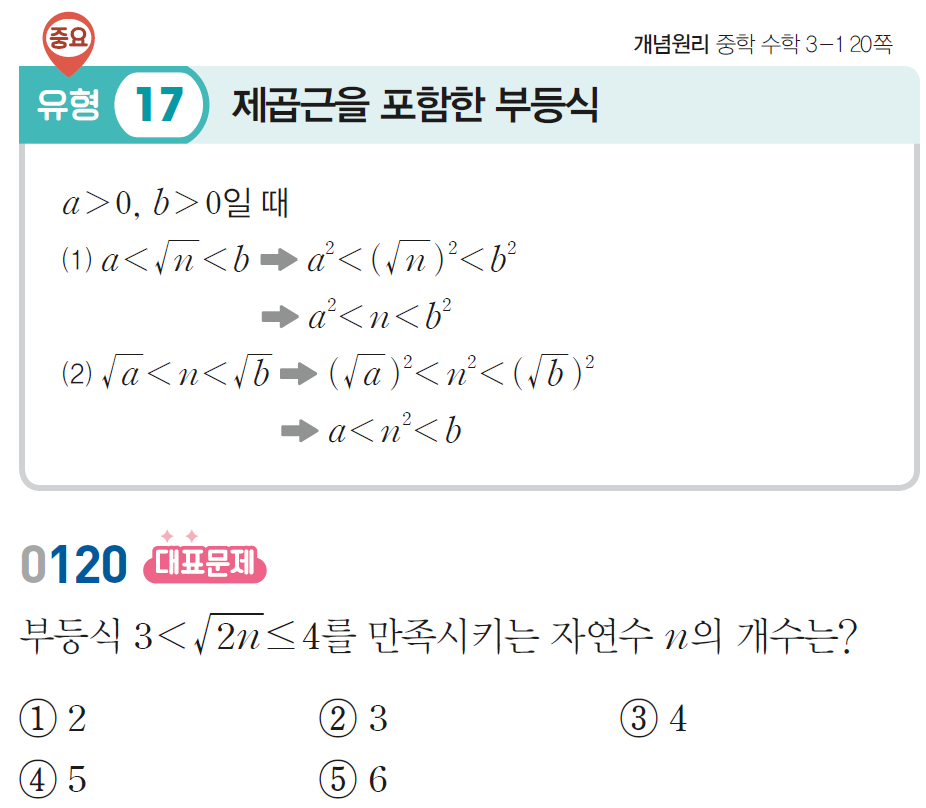 중요
개념원리 중학 수학 3-1 20쪽
유형 17 제곱근을 포함한 부등식
a>0, b>0일 때
(1) a<√n<b ➡ a²<(√n)²<b²
➡ a²<n<b²
(2) √a<n<√b ➡ (√a)²<n²<(√b)²
➡ a<n²<b
0120 대표문제
부등식 3<√2n≤4를 만족시키는 자연수 n의 개수는?
① 2 ② 3 ③ 4
④ 5 ⑤ 6